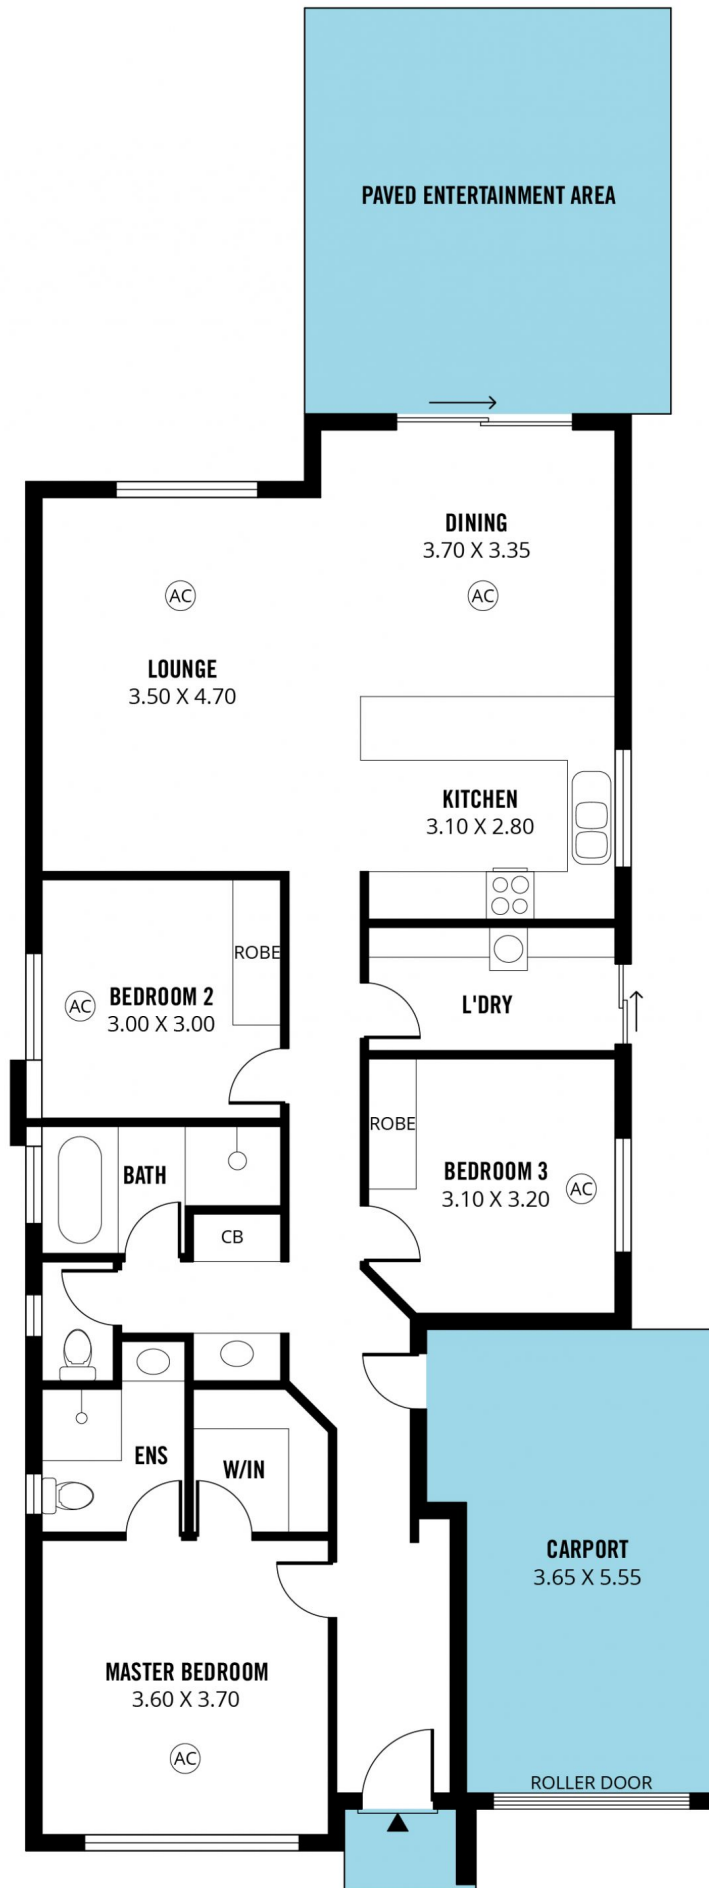 PAVED ENTERTAINMENT AREA
DINING
3.70 X 3.35
AC
AC
LOUNGE
3.50 X 4.70
KITCHEN
3.10 X 2.80
ROBE
BEDROOM 2
3.00 X 3.00
AC
L'DRY
ROBE
BATH
BEDROOM 3
3.10 X 3.20
AC
CB
ENS
W/IN
CARPORT
3.65 X 5.55
MASTER BEDROOM
3.60 X 3.70
AC
ROLLER DOOR